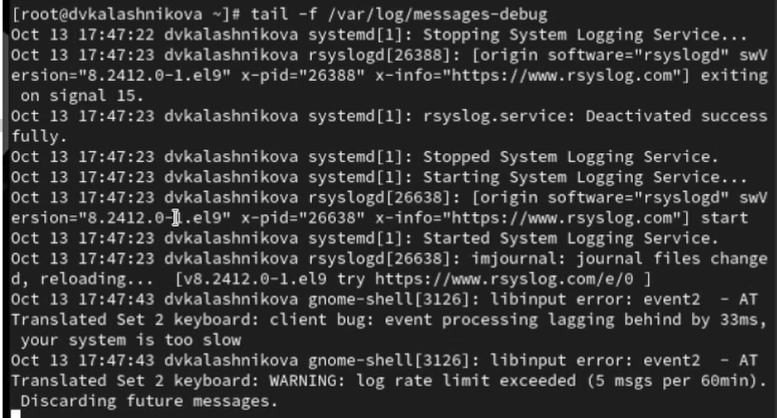 [root@dvkalashnikova ~]# tail -f /var/log/messages-debug
Oct 13 17:47:22 dvkalashnikova systemd[1]: Stopping System Logging Service...
Oct 13 17:47:23 dvkalashnikova rsyslogd[26388]: [origin software="rsyslogd" swV
ersion="8.2412.0-1.el9" x-pid="26388" x-info="https://www.rsyslog.com"] exiting
 on signal 15.
Oct 13 17:47:23 dvkalashnikova systemd[1]: rsyslog.service: Deactivated success
fully.
Oct 13 17:47:23 dvkalashnikova systemd[1]: Stopped System Logging Service.
Oct 13 17:47:23 dvkalashnikova systemd[1]: Starting System Logging Service...
Oct 13 17:47:23 dvkalashnikova rsyslogd[26638]: [origin software="rsyslogd" swV
ersion="8.2412.0-1.el9" x-pid="26638" x-info="https://www.rsyslog.com"] start
Oct 13 17:47:23 dvkalashnikova systemd[1]: Started System Logging Service.
Oct 13 17:47:23 dvkalashnikova rsyslogd[26638]: imjournal: journal files change
d, reloading...  [v8.2412.0-1.el9 try https://www.rsyslog.com/e/0 ]
Oct 13 17:47:43 dvkalashnikova gnome-shell[3126]: libinput error: event2  - AT
Translated Set 2 keyboard: client bug: event processing lagging behind by 33ms,
 your system is too slow
Oct 13 17:47:43 dvkalashnikova gnome-shell[3126]: libinput error: event2  - AT
Translated Set 2 keyboard: WARNING: log rate limit exceeded (5 msgs per 60min).
 Discarding future messages.